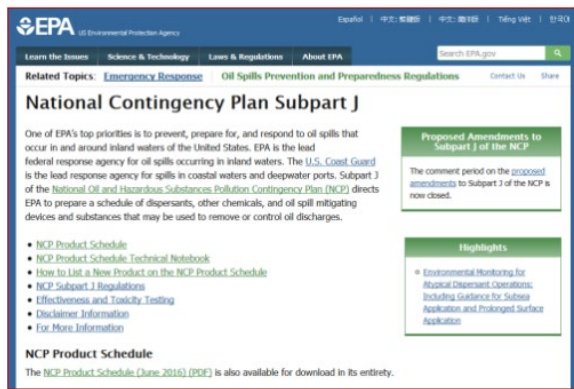 EPA US Environmental Protection Agency
Español | 中文: 繁體版 | 中文: 简体版 | Tiếng Việt | 한국어
Learn the Issues Science & Technology Laws & Regulations About EPA
Search EPA.gov
Related Topics: Emergency Response Oil Spills Prevention and Preparedness Regulations
Contact Us Share
National Contingency Plan Subpart J
One of EPA's top priorities is to prevent, prepare for, and respond to oil spills that
occur in and around inland waters of the United States. EPA is the lead
federal response agency for oil spills occurring in inland waters. The U.S. Coast Guard
is the lead response agency for spills in coastal waters and deepwater ports. Subpart J
of the National Oil and Hazardous Substances Pollution Contingency Plan (NCP) directs
EPA to prepare a schedule of dispersants, other chemicals, and oil spill mitigating
devices and substances that may be used to remove or control oil discharges.
• NCP Product Schedule
• NCP Product Schedule Technical Notebook
• How to List a New Product on the NCP Product Schedule
• NCP Subpart J Regulations
• Effectiveness and Toxicity Testing
• Disclaimer Information
• For More Information
NCP Product Schedule
The NCP Product Schedule (June 2016) (PDF) is also available for download in its entirety.
Proposed Amendments to
Subpart J of the NCP
The comment period on the proposed
amendments to Subpart J of the NCP is
now closed.
Highlights
Environmental Monitoring for
Atypical Dispersant Operations:
Including Guidance for Subsea
Application and Prolonged Surface
Application